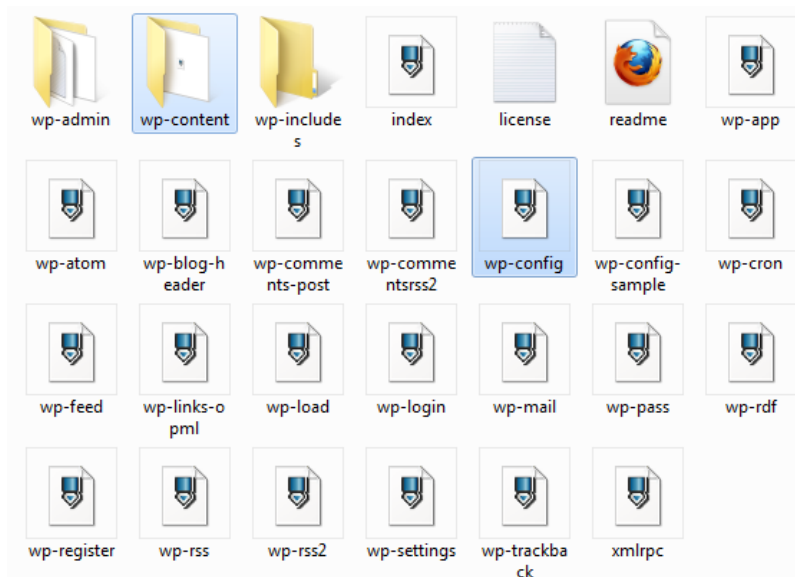 wp-admin
wp-content
wp-include
s
index
license
readme
wp-app
wp-atom
wp-blog-h
eader
wp-comme
nts-post
wp-comme
ntsrss2
wp-config
wp-config-
sample
wp-cron
wp-feed
wp-links-o
pml
wp-load
wp-login
wp-mail
wp-pass
wp-rdf
wp-register
wp-rss
wp-rss2
wp-settings
wp-trackba
ck
xmlrpc